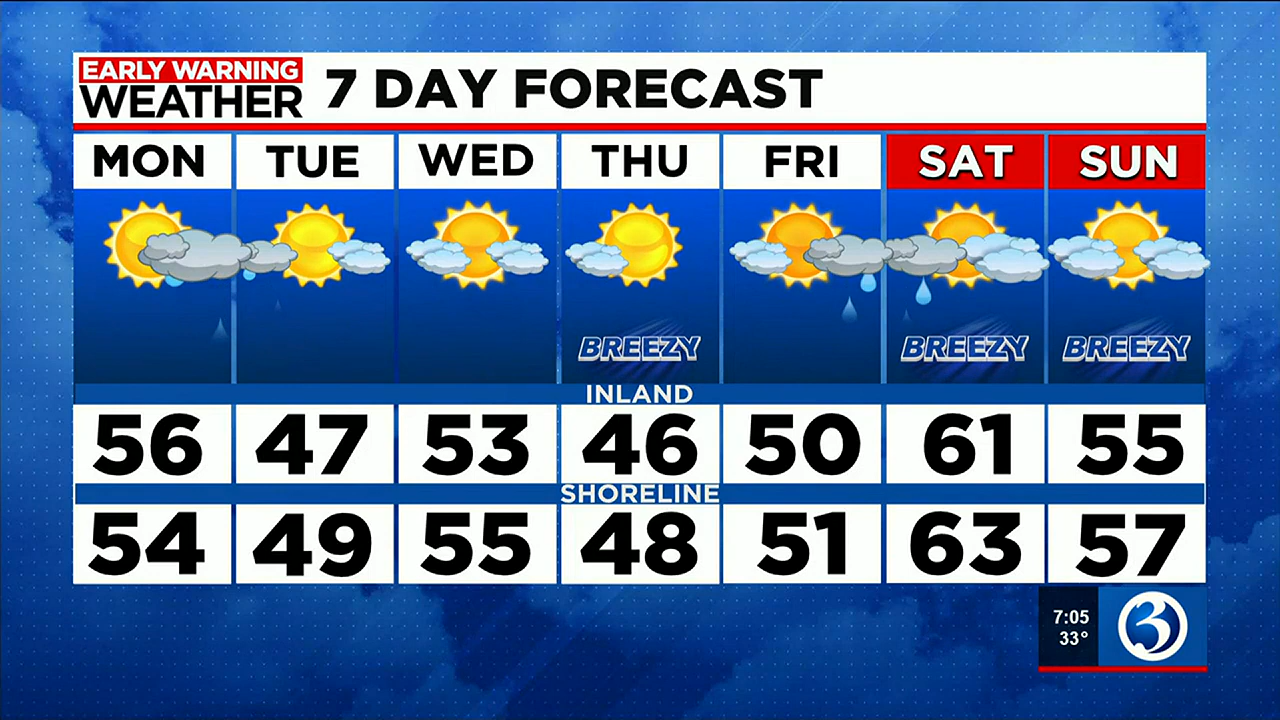 EARLY WARNING
WEATHER
7 DAY FORECAST
MON TUE WED THU FRI SAT SUN
BREEZY BREEZY BREEZY
INLAND
56 47 53 46 50 61 55
SHORELINE
54 49 55 48 51 63 57
7:05
33°
3